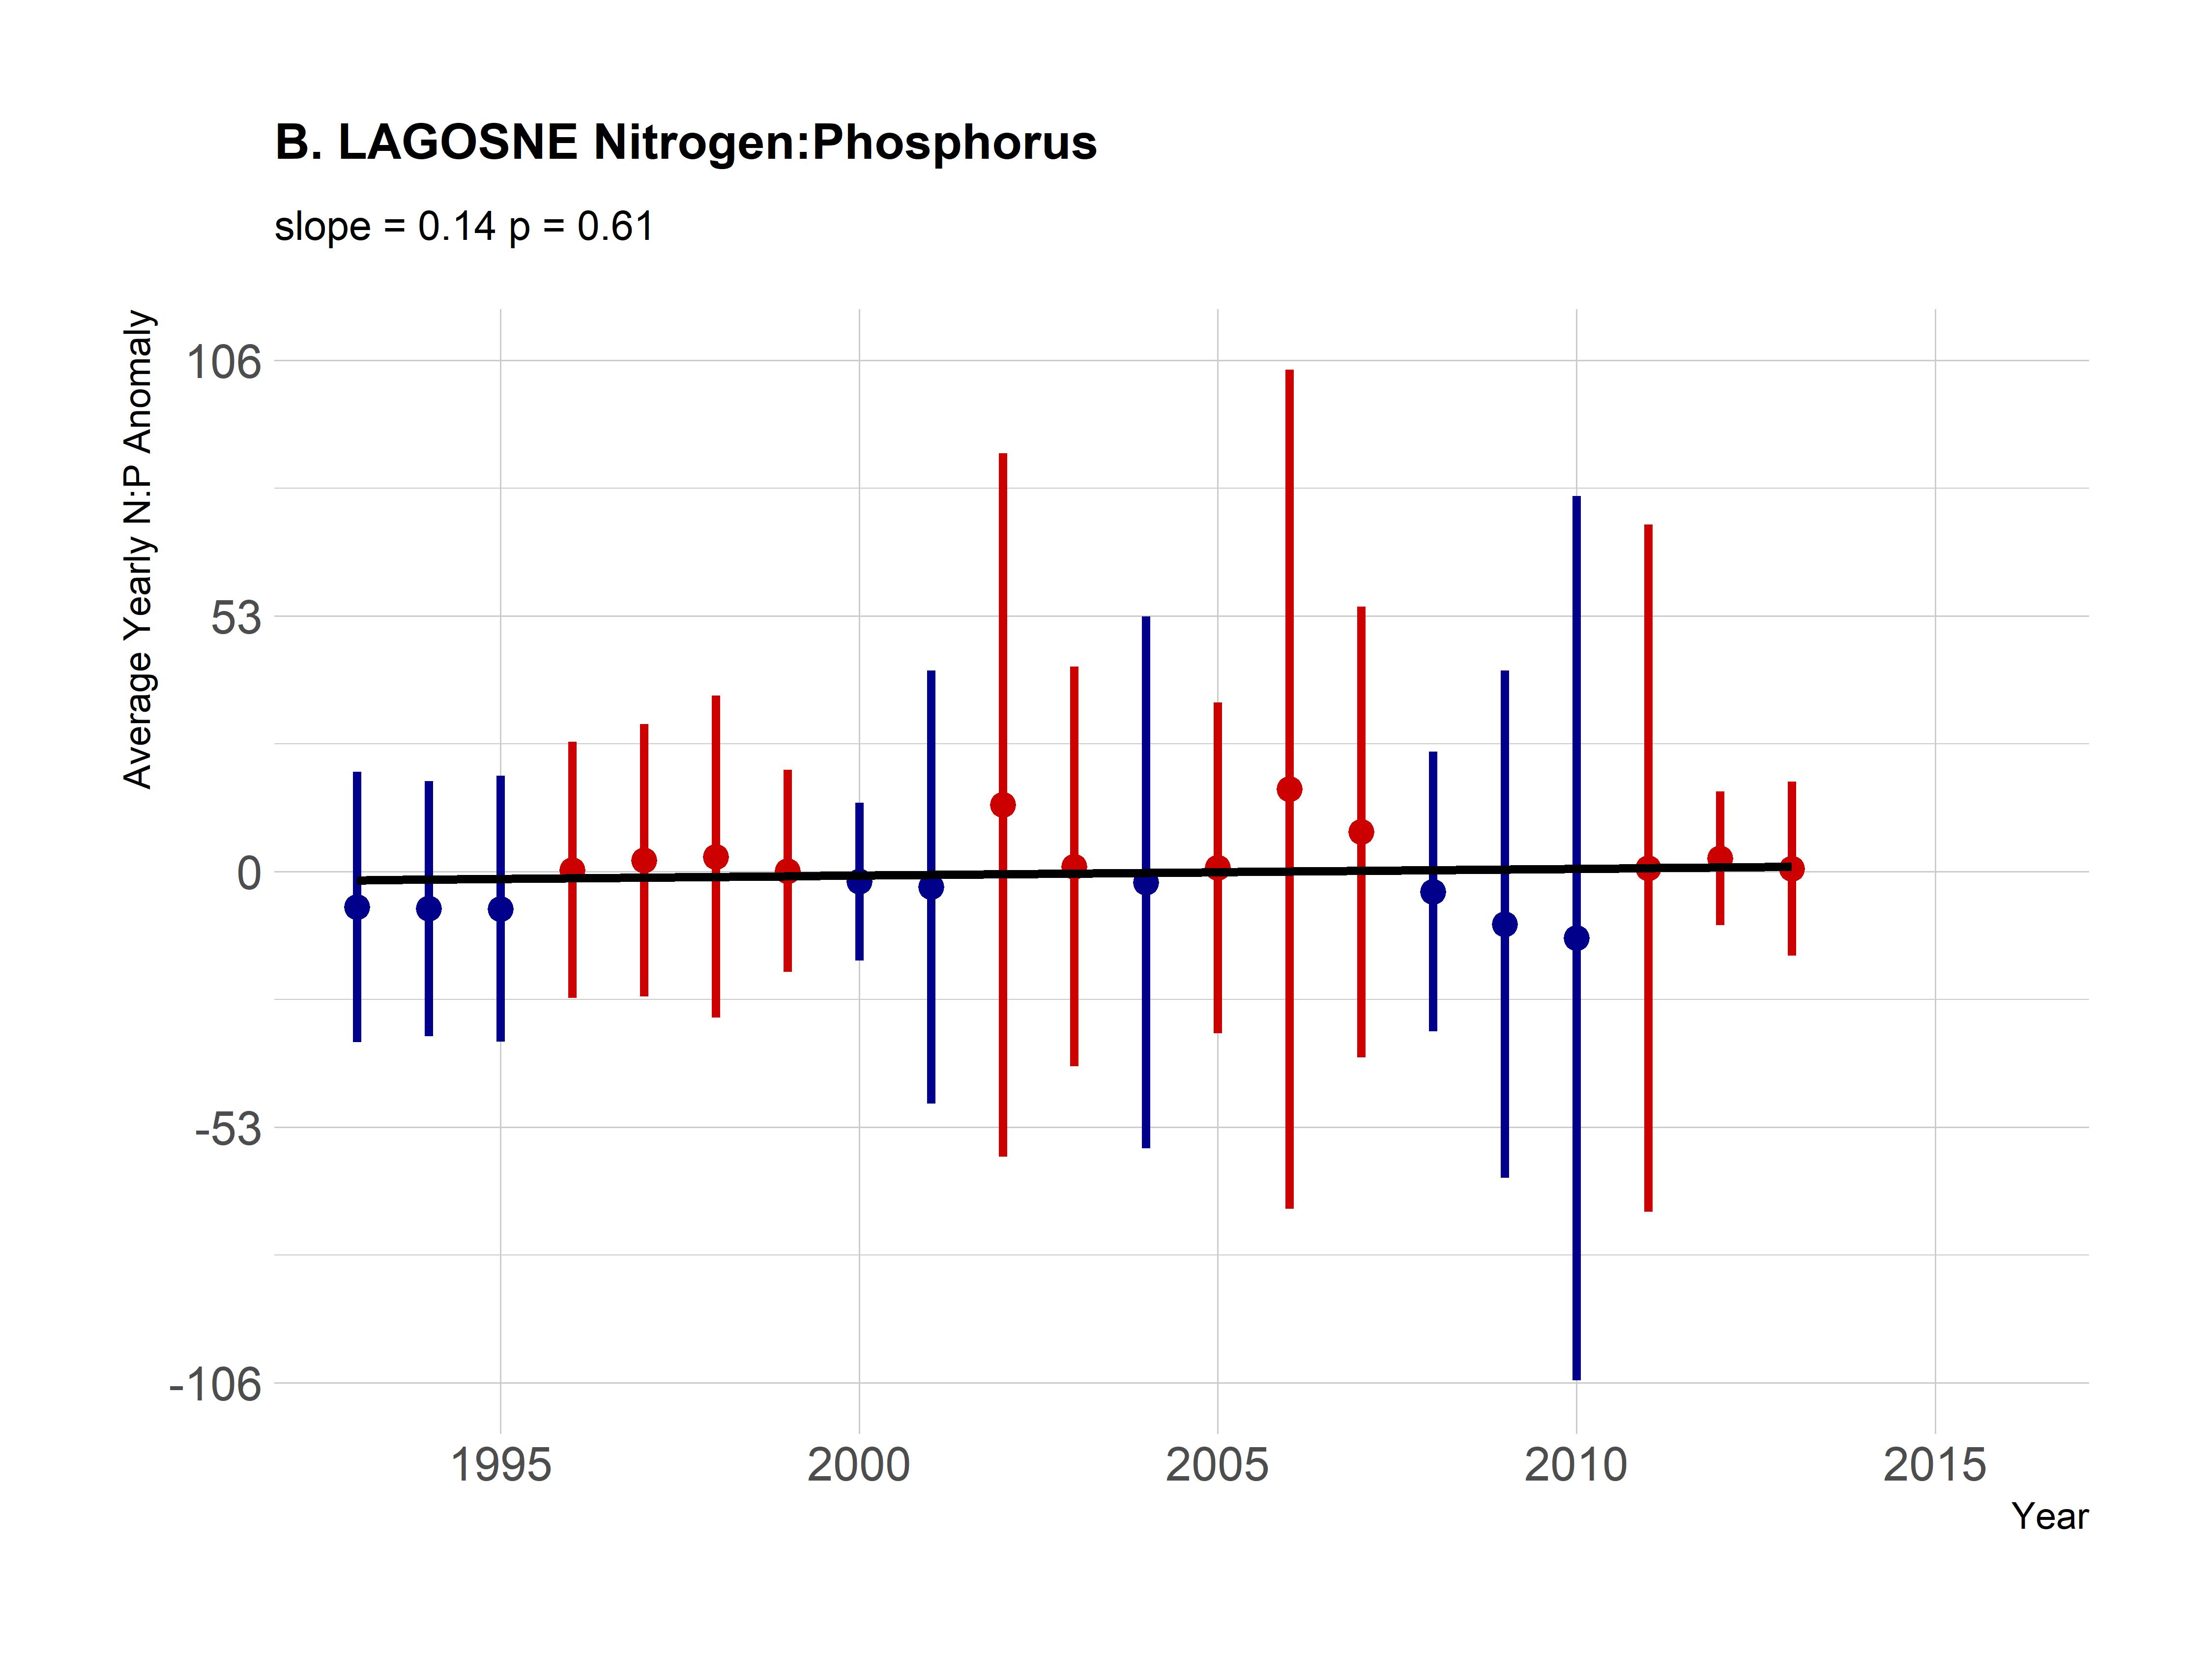 B. LAGOSNE Nitrogen:Phosphorus
slope = 0.14 p = 0.61
Average Yearly N:P Anomaly
106
53
0
-53
-106
1995 2000 2005 2010 2015
Year